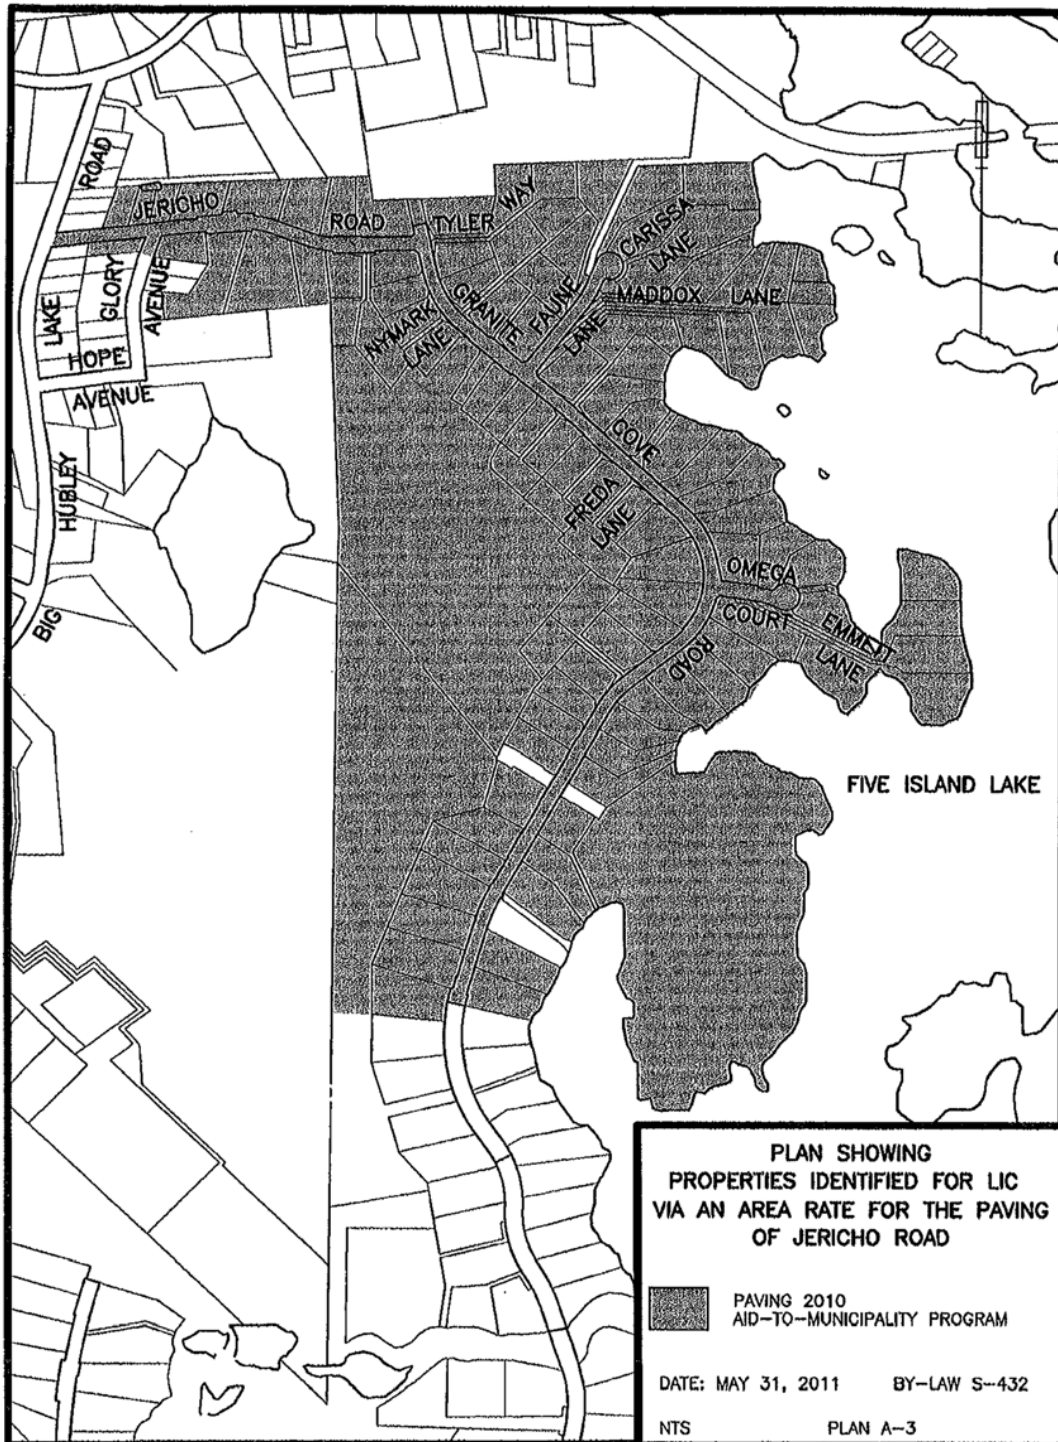 ROAD
JERICHO
ROAD
TYLER
WAY
CARISSA
LANE
GLORY
AVENUE
LAKE
NYMARK
LANE
GRANITE
FAUNE
LANE
MADDOX LANE
HOPE
AVENUE
COVE
HUBLEY
FREDA
LANE
OMEGA
COURT
EMMETT
LANE
BIG
ROAD
FIVE ISLAND LAKE
PLAN SHOWING
PROPERTIES IDENTIFIED FOR LIC
VIA AN AREA RATE FOR THE PAVING
OF JERICHO ROAD
PAVING 2010
AID-TO-MUNICIPALITY PROGRAM
DATE: MAY 31, 2011 BY-LAW S-432
NTS PLAN A-3